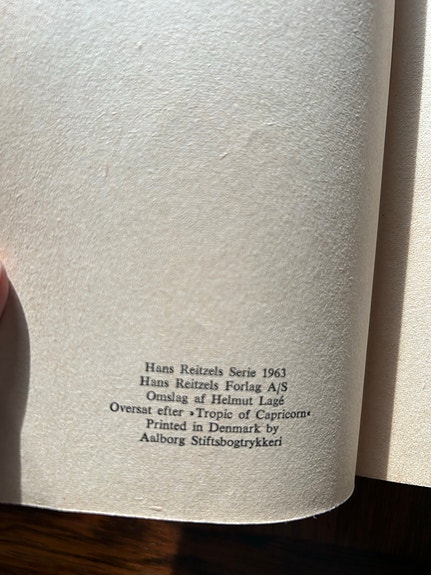 Hans Reitzels Serie 1963
Hans Reitzels Forlag A/S
Omslag af Helmut Lagé
Oversat efter »Tropic of Capricorn«
Printed in Denmark by
Aalborg Stiftsbogtrykkeri